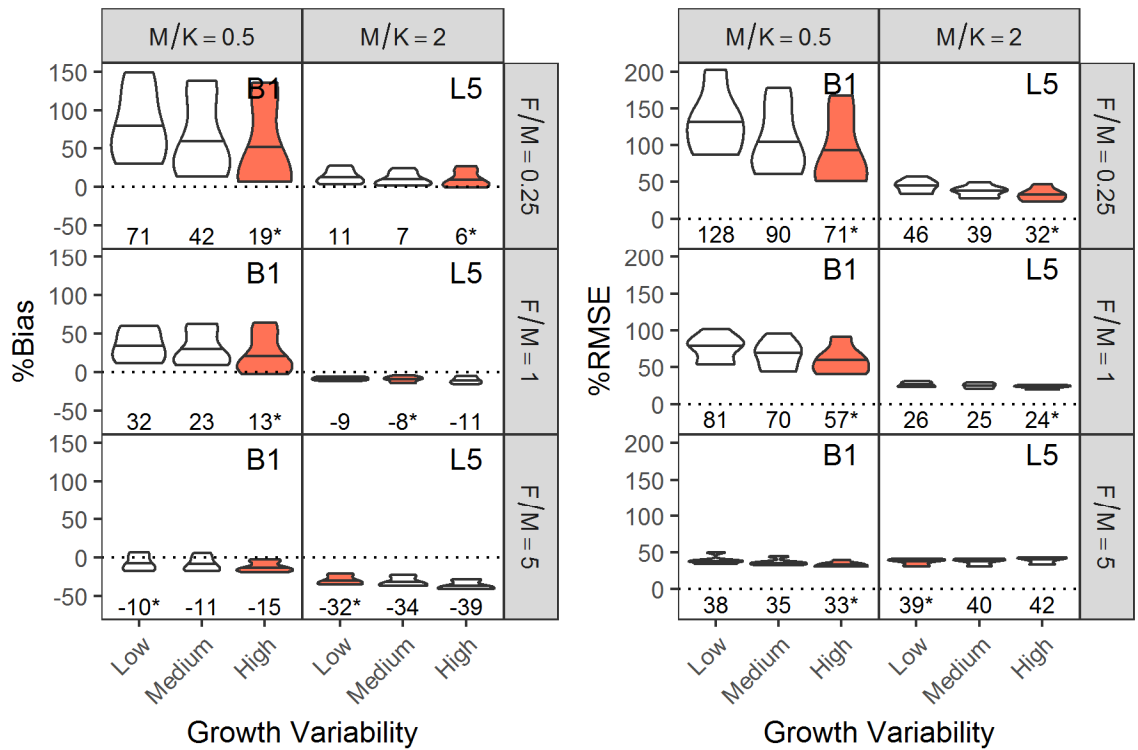 M/K = 0.5 M/K = 2
%Bias
150 B1 L5 F/M = 0.25
100
50
0
-50
71 42 19* 11 7 6*
150 B1 L5 F/M = 1
100
50
0
-50
32 23 13* -9 -8* -11
150 B1 L5 F/M = 5
100
50
0
-50
-10* -11 -15 -32* -34 -39
Low Medium High Low Medium High
Growth Variability
M/K = 0.5 M/K = 2
%RMSE
200 B1 L5 F/M = 0.25
150
100
50
0
128 90 71* 46 39 32*
200 B1 L5 F/M = 1
150
100
50
0
81 70 57* 26 25 24*
200 B1 L5 F/M = 5
150
100
50
0
38 35 33* 39* 40 42
Low Medium High Low Medium High
Growth Variability